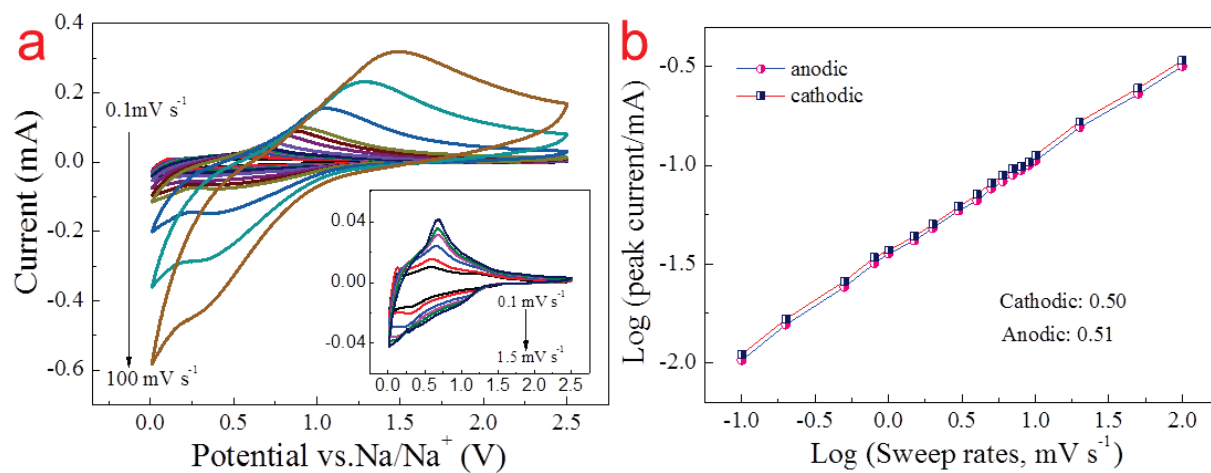 a
Current (mA)
0.4
0.2
0.0
-0.2
-0.4
-0.6
0.1mV s⁻¹
100 mV s⁻¹
0.04
0.00
-0.04
0.1 mV s⁻¹
1.5 mV s⁻¹
0.0 0.5 1.0 1.5 2.0 2.5
0.0 0.5 1.0 1.5 2.0 2.5
Potential vs.Na/Na⁺ (V)
b
Log (peak current/mA)
-0.5
-1.0
-1.5
-2.0
anodic
cathodic
Cathodic: 0.50
Anodic: 0.51
-1.0 -0.5 0.0 0.5 1.0 1.5 2.0
Log (Sweep rates, mV s⁻¹)